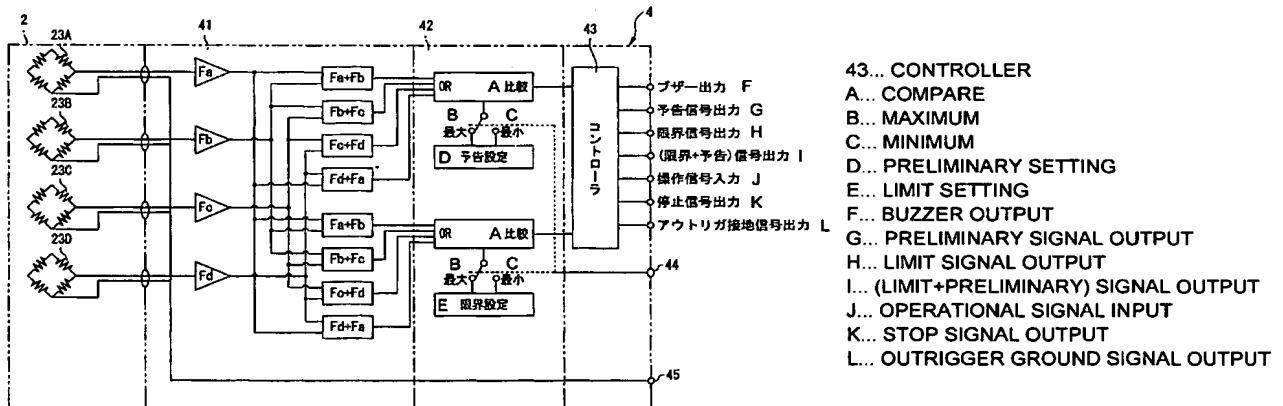 2
23A
23B
23C
23D
41
42
43
4
Fa
Fb
Fc
Fd
Fa+Fb
Fb+Fc
Fc+Fd
Fd+Fa
Fa+Fb
Fb+Fc
Fc+Fd
Fd+Fa
OR A 比較
B C
最大 最小
D 予告設定
OR A 比較
B C
最大 最小
E 限界設定
コントローラ
ブザー出力 F
予告信号出力 G
限界信号出力 H
(限界+予告)信号出力 I
操作信号入力 J
停止信号出力 K
アウトリガ接地信号出力 L
44
45
43... CONTROLLER
A... COMPARE
B... MAXIMUM
C... MINIMUM
D... PRELIMINARY SETTING
E... LIMIT SETTING
F... BUZZER OUTPUT
G... PRELIMINARY SIGNAL OUTPUT
H... LIMIT SIGNAL OUTPUT
I... (LIMIT+PRELIMINARY) SIGNAL OUTPUT
J... OPERATIONAL SIGNAL INPUT
K... STOP SIGNAL OUTPUT
L... OUTRIGGER GROUND SIGNAL OUTPUT